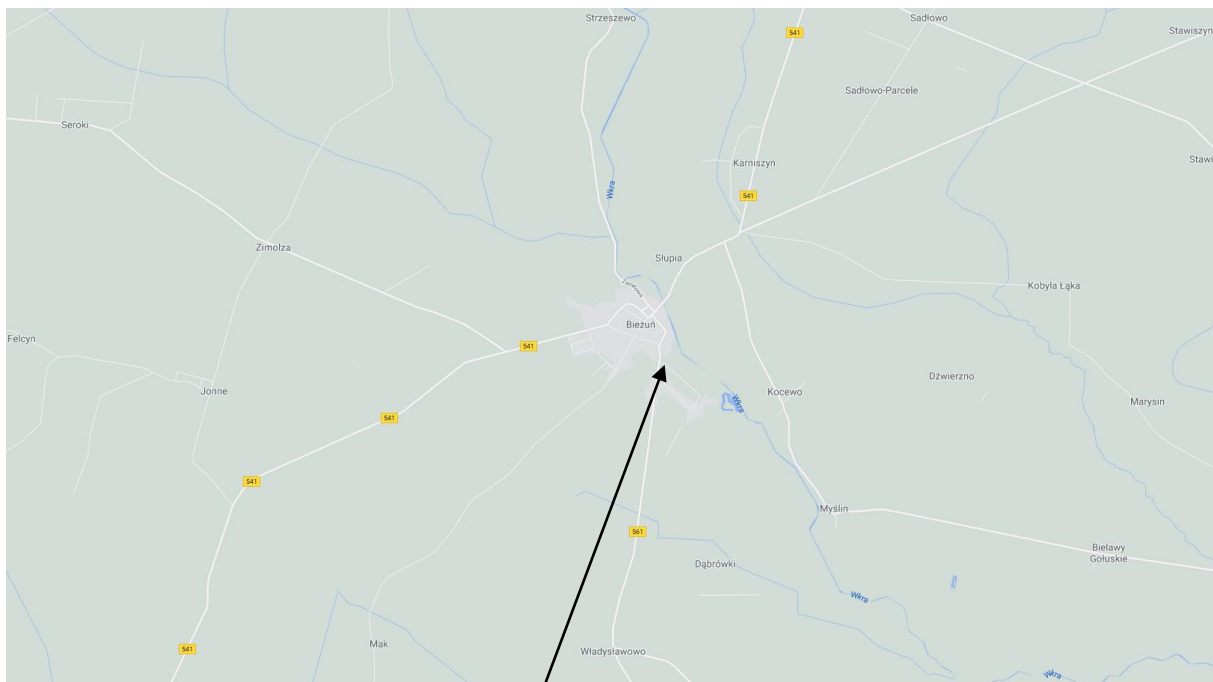 Strzeszewo
Sadłowo
541
Stawiszyn
Sadłowo-Parcele
Seroki
Karniszyn
Stawi
Wkra
541
Zimolza
Słupia
Kobyla Łąka
Zamkowa
Bieżuń
Felcyn
541
Jonne
Dźwierzno
Kocewo
Wkra
Marysin
541
541
Myślin
561
Bielawy
Gołuskie
Dąbrówki
Wkra
Mak
541
Władysławowo
Wkra